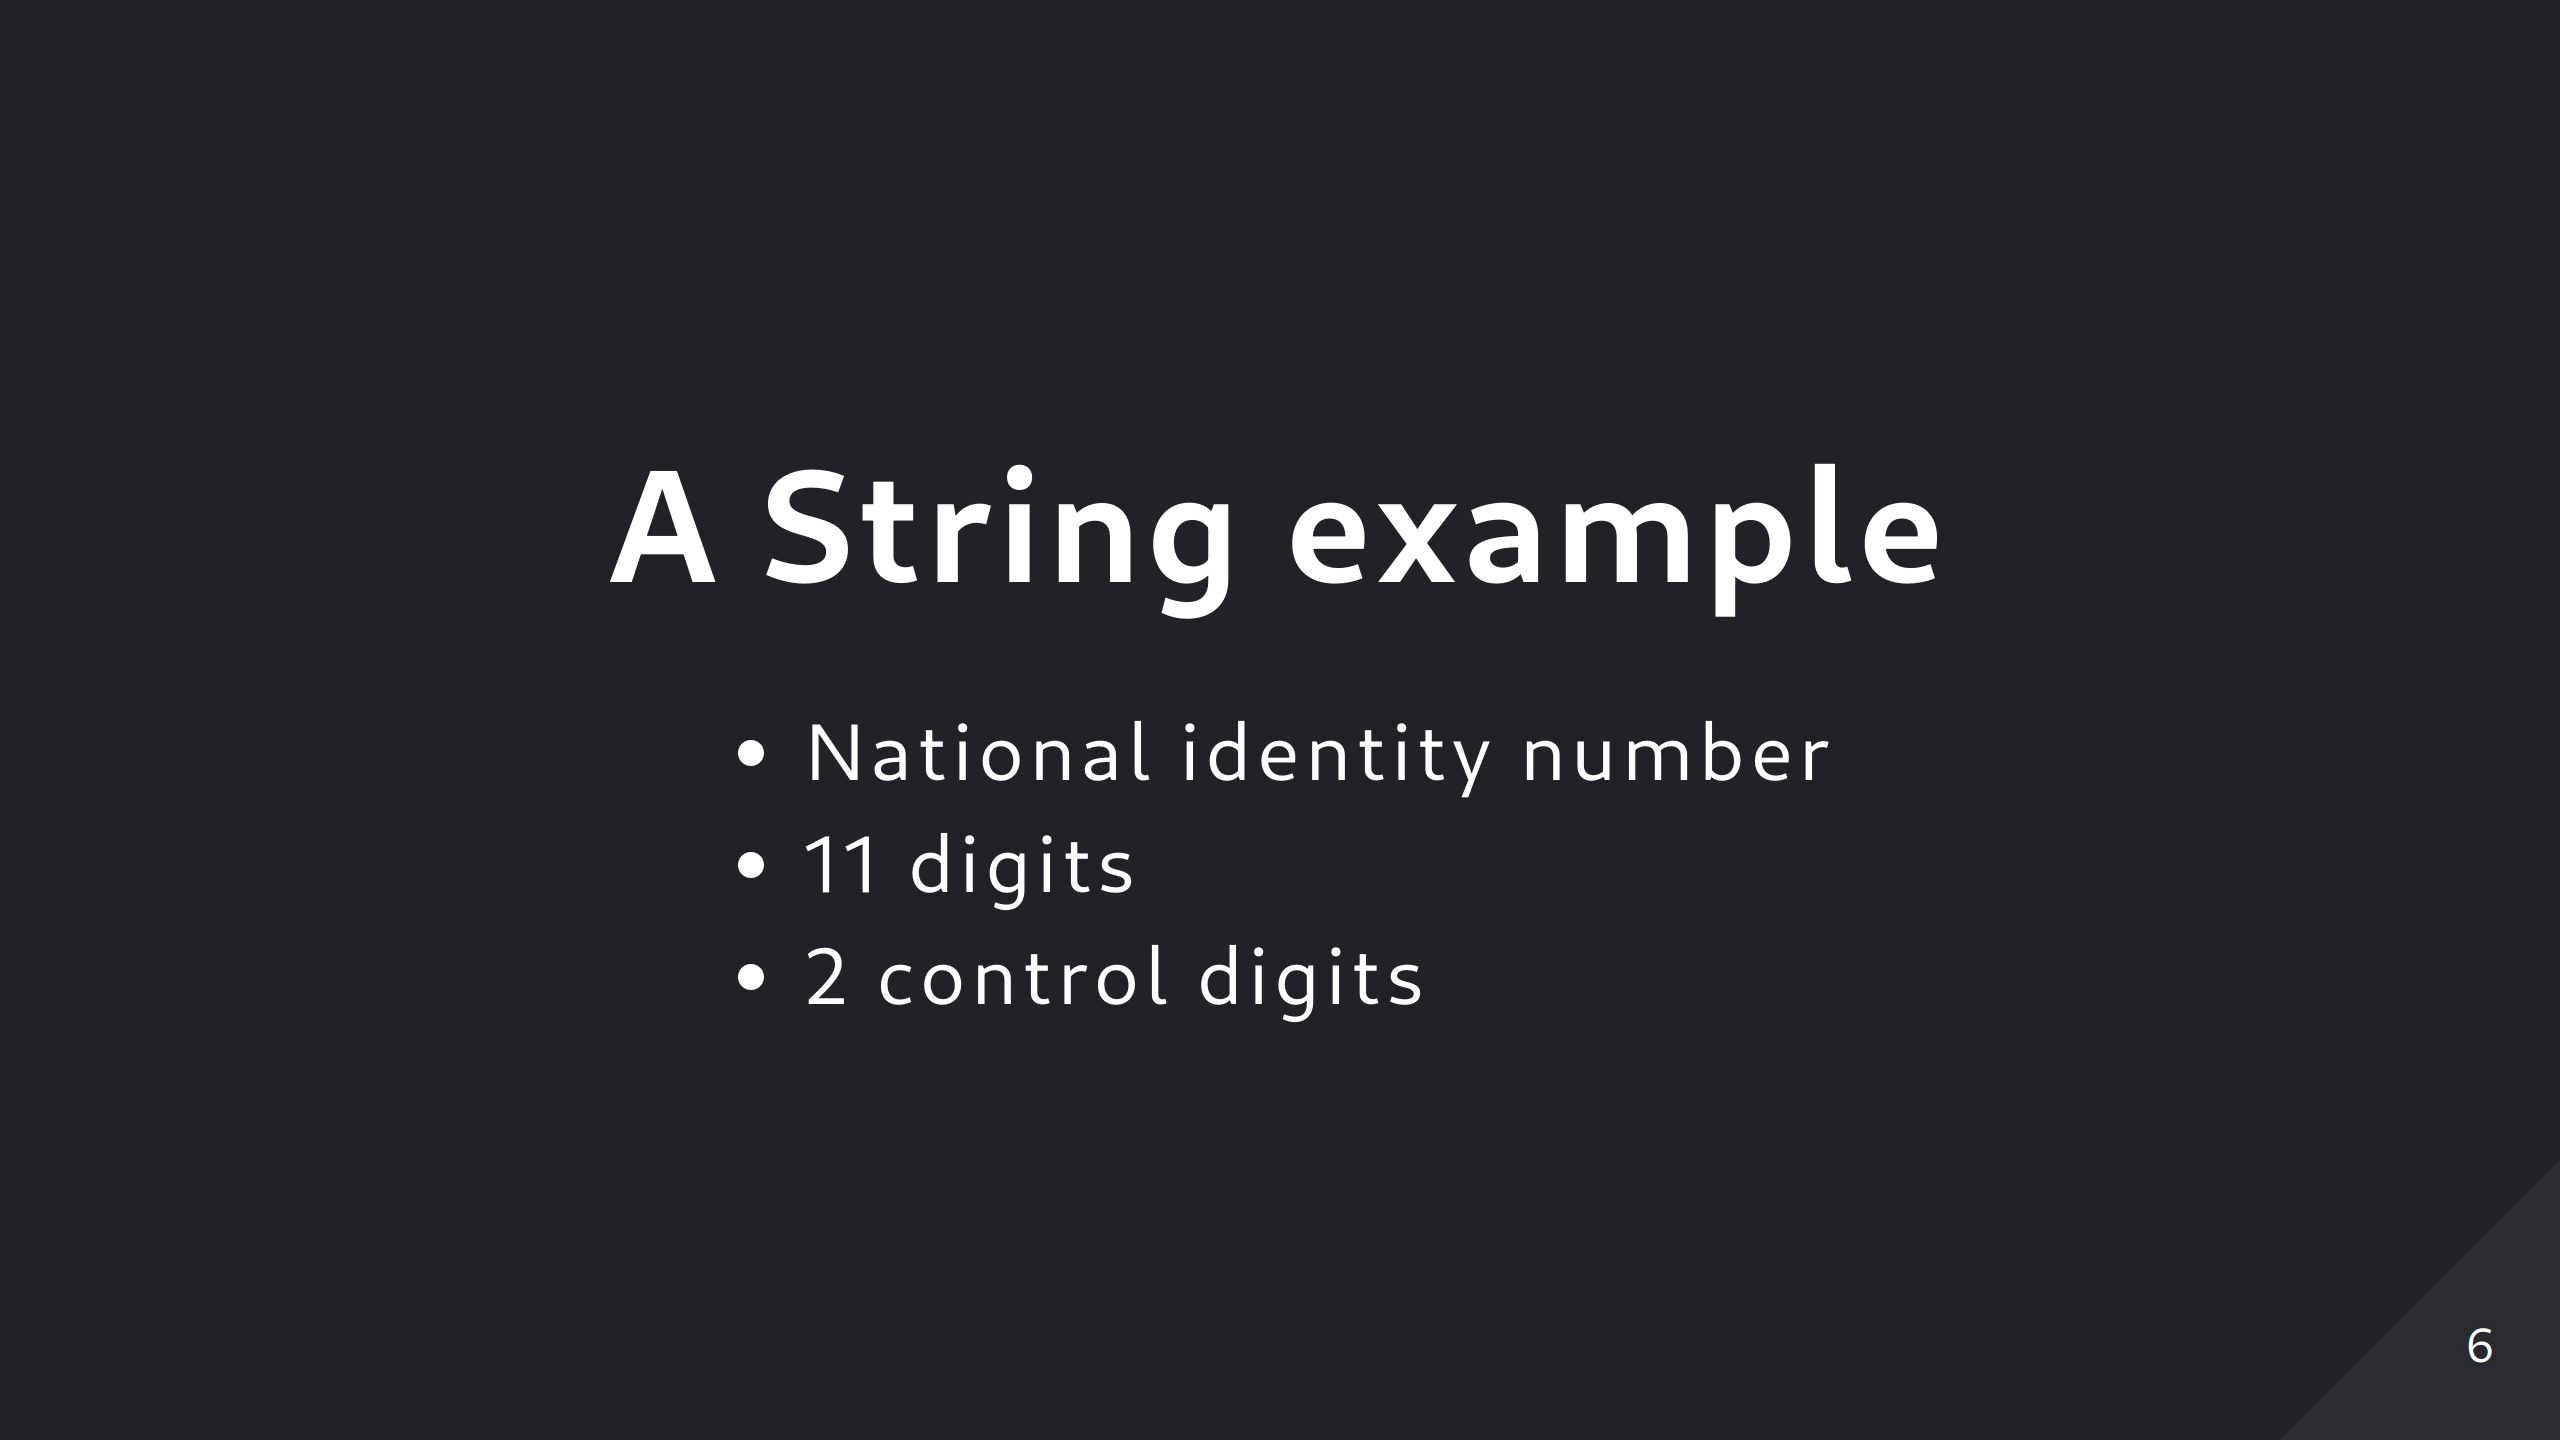 A String example
• National identity number
• 11 digits
• 2 control digits
6